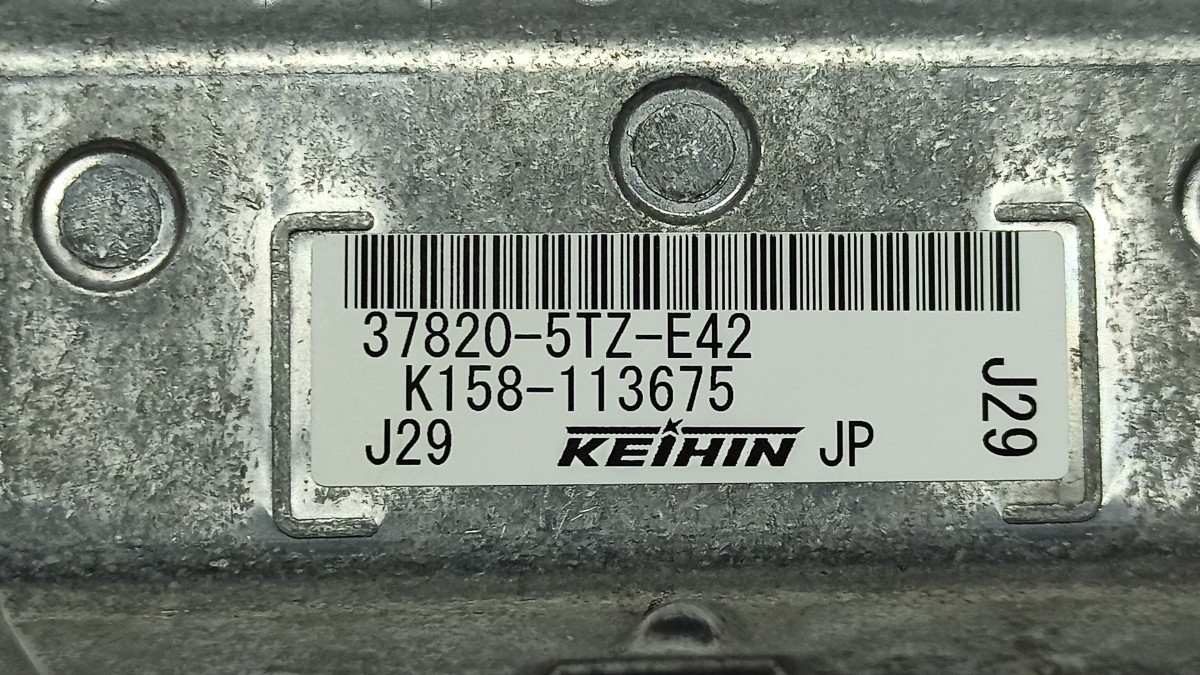 37820-5TZ-E42
K158-113675
J29 KEIHIN JP
J29